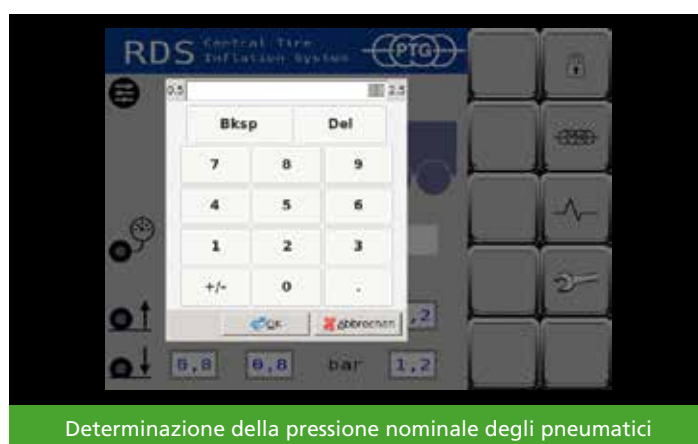 RDS Central Tire PTG
Inflation System
0.5 2.5
Bksp Del
7 8 9
4 5 6
1 2 3
+/- 0 .
OK Abbrechen
,2
0,8 0,8 bar 1,2
Determinazione della pressione nominale degli pneumatici